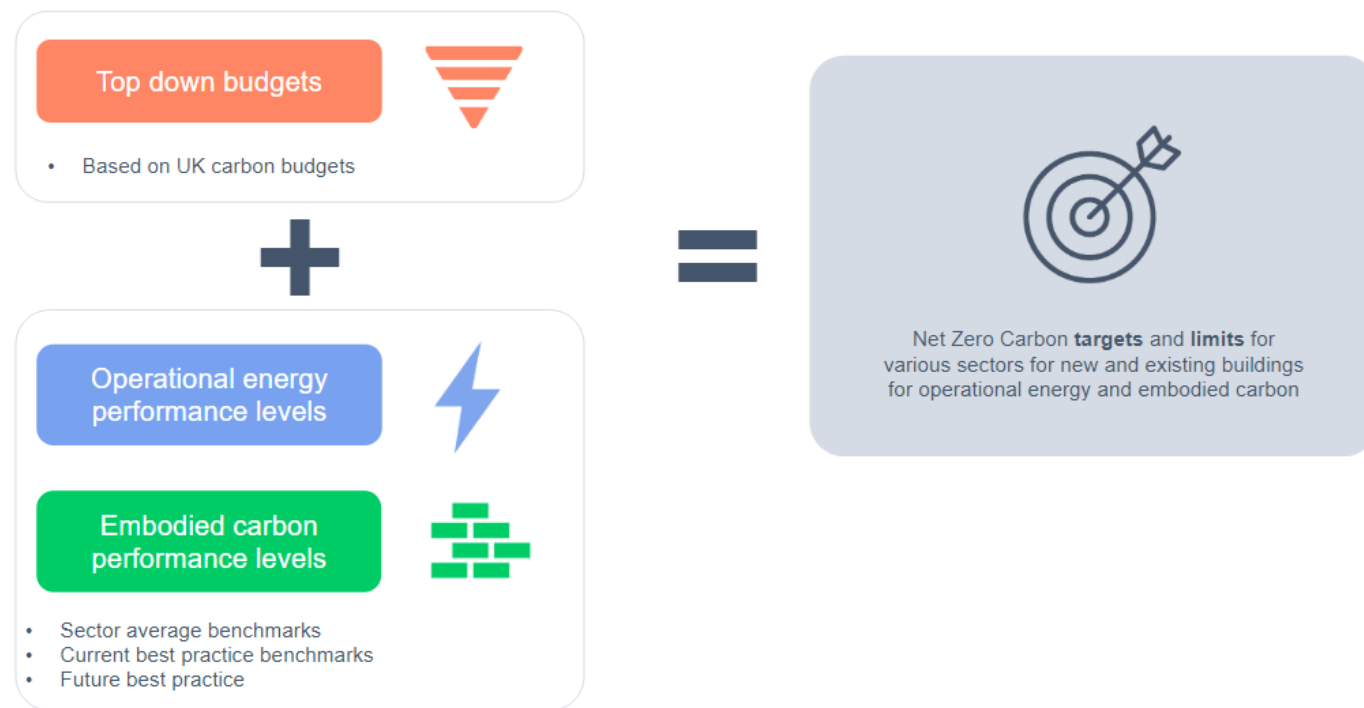 Top down budgets
• Based on UK carbon budgets
+
Operational energy
performance levels
Embodied carbon
performance levels
• Sector average benchmarks
• Current best practice benchmarks
• Future best practice
=
Net Zero Carbon targets and limits for
various sectors for new and existing buildings
for operational energy and embodied carbon